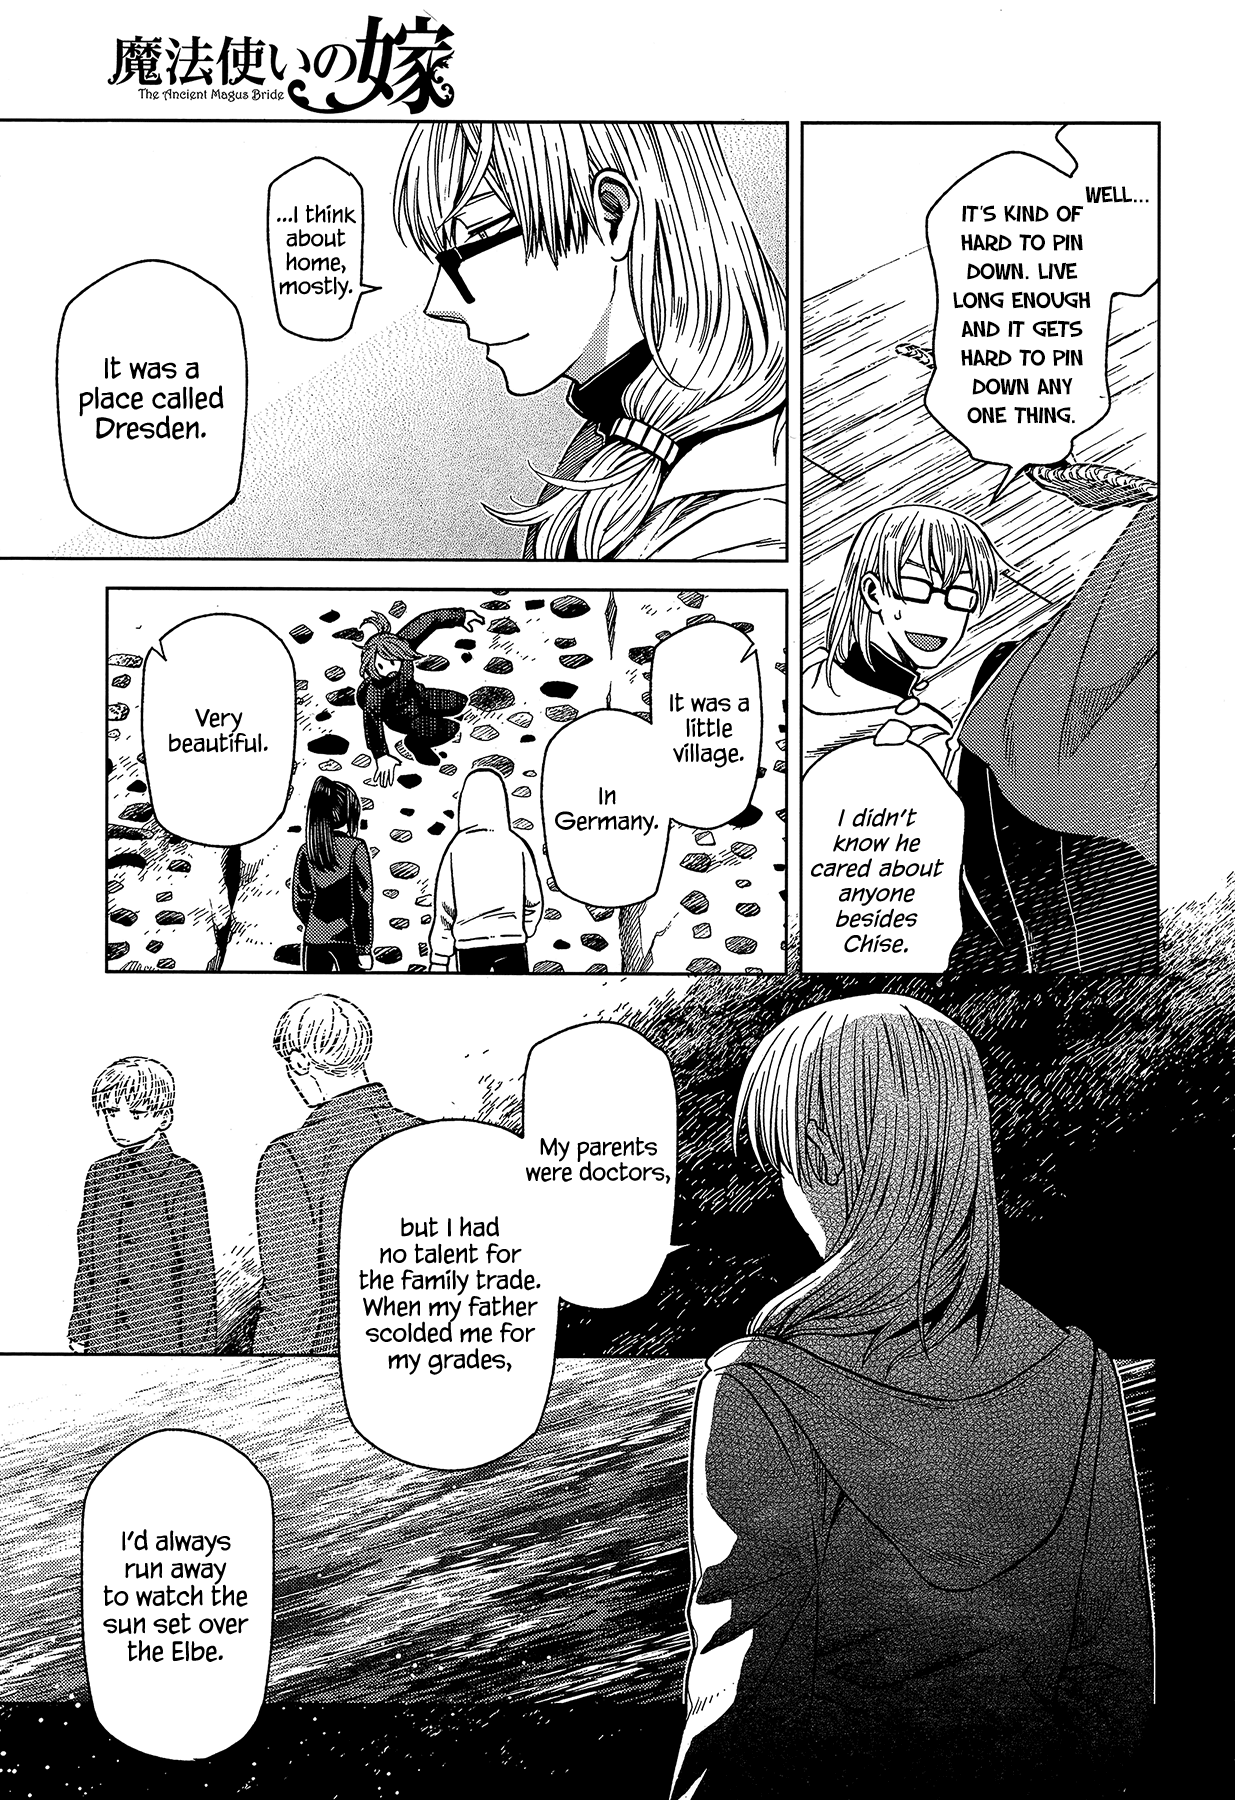 魔法使いの嫁
The Ancient Magus Bride
WELL...
IT'S KIND OF
HARD TO PIN
DOWN. LIVE
LONG ENOUGH
AND IT GETS
HARD TO PIN
DOWN ANY
ONE THING.
I didn't
know he
cared about
anyone
besides
Chise.
...I think
about
home,
mostly.
It was a
place called
Dresden.
It was a
little
village.
In
Germany.
Very
beautiful.
My parents
were doctors,
but I had
no talent for
the family trade.
When my father
scolded me for
my grades,
I'd always
run away
to watch the
sun set over
the Elbe.